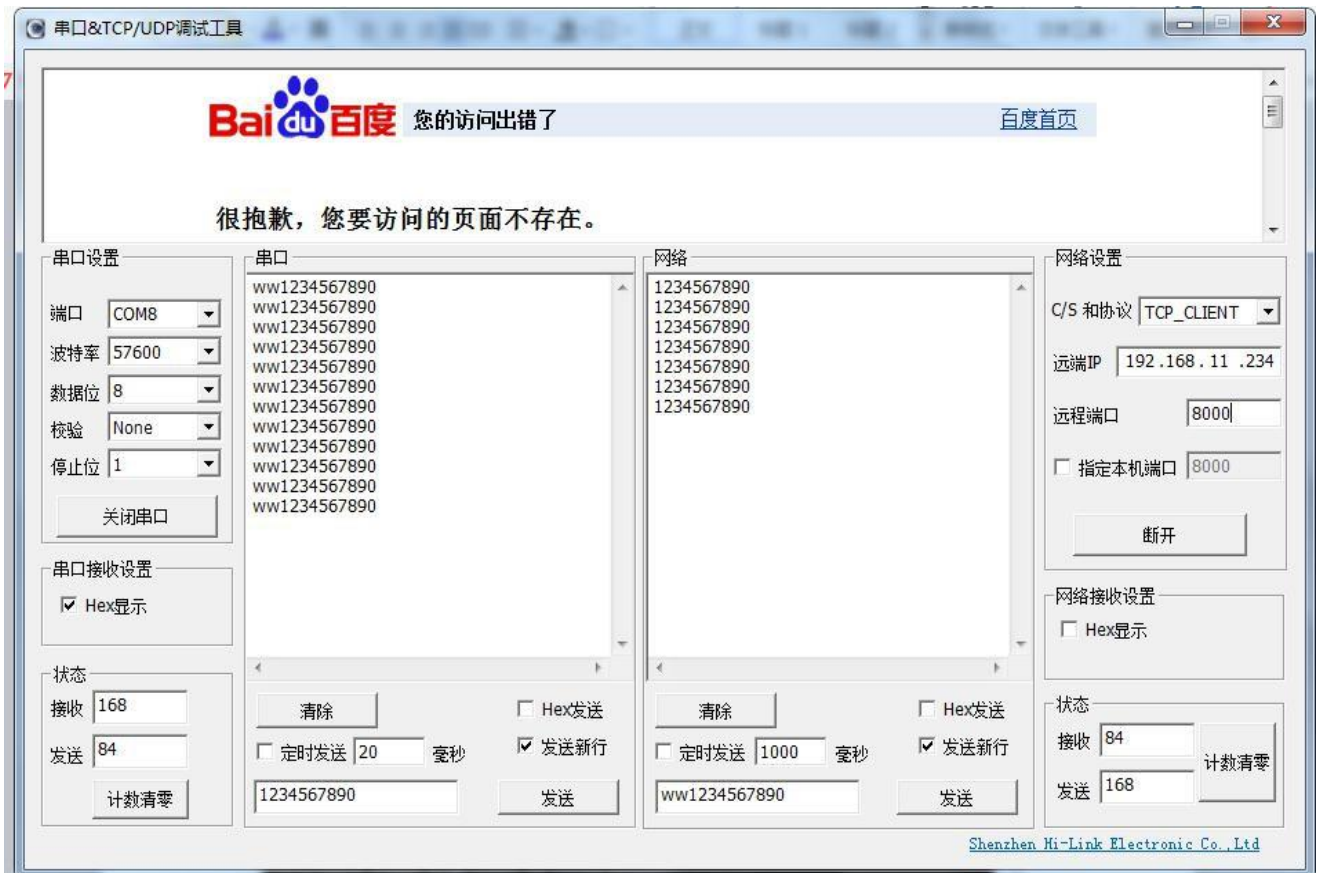 串口&TCP/UDP调试工具
7
Baidu百度 您的访问出错了 百度首页
很抱歉，您要访问的页面不存在。
串口设置
端口 COM8
波特率 57600
数据位 8
校验 None
停止位 1
关闭串口
串口接收设置
Hex显示
状态
接收 168
发送 84
计数清零
串口
ww1234567890
ww1234567890
ww1234567890
ww1234567890
ww1234567890
ww1234567890
ww1234567890
ww1234567890
ww1234567890
ww1234567890
ww1234567890
ww1234567890
清除
Hex发送
定时发送 20 毫秒
发送新行
1234567890
发送
网络
1234567890
1234567890
1234567890
1234567890
1234567890
1234567890
1234567890
清除
Hex发送
定时发送 1000 毫秒
发送新行
ww1234567890
发送
网络设置
C/S 和协议 TCP_CLIENT
远端IP 192.168.11.234
远程端口 8000
指定本机端口 8000
断开
网络接收设置
Hex显示
状态
接收 84
发送 168
计数清零
Shenzhen Hi-Link Electronic Co.,Ltd